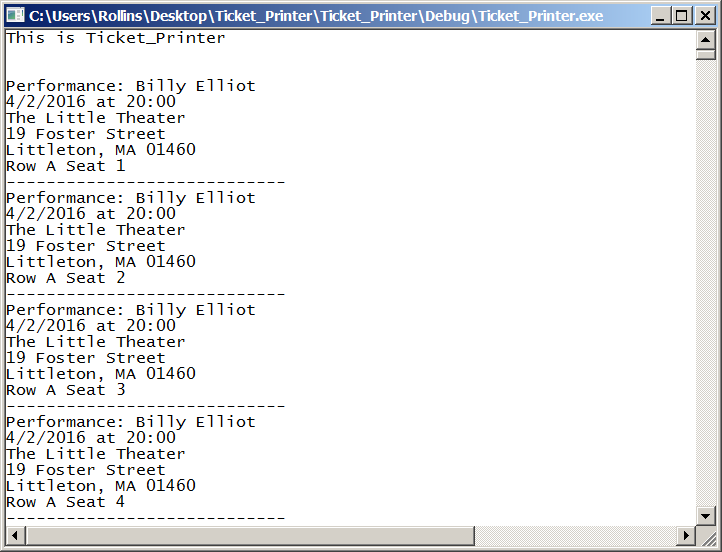 C:\Users\Rollins\Desktop\Ticket_Printer\Ticket_Printer\Debug\Ticket_Printer.exe
This is Ticket_Printer
Performance: Billy Elliot
4/2/2016 at 20:00
The Little Theater
19 Foster Street
Littleton, MA 01460
Row A Seat 1
----------------------------
Performance: Billy Elliot
4/2/2016 at 20:00
The Little Theater
19 Foster Street
Littleton, MA 01460
Row A Seat 2
----------------------------
Performance: Billy Elliot
4/2/2016 at 20:00
The Little Theater
19 Foster Street
Littleton, MA 01460
Row A Seat 3
----------------------------
Performance: Billy Elliot
4/2/2016 at 20:00
The Little Theater
19 Foster Street
Littleton, MA 01460
Row A Seat 4
----------------------------